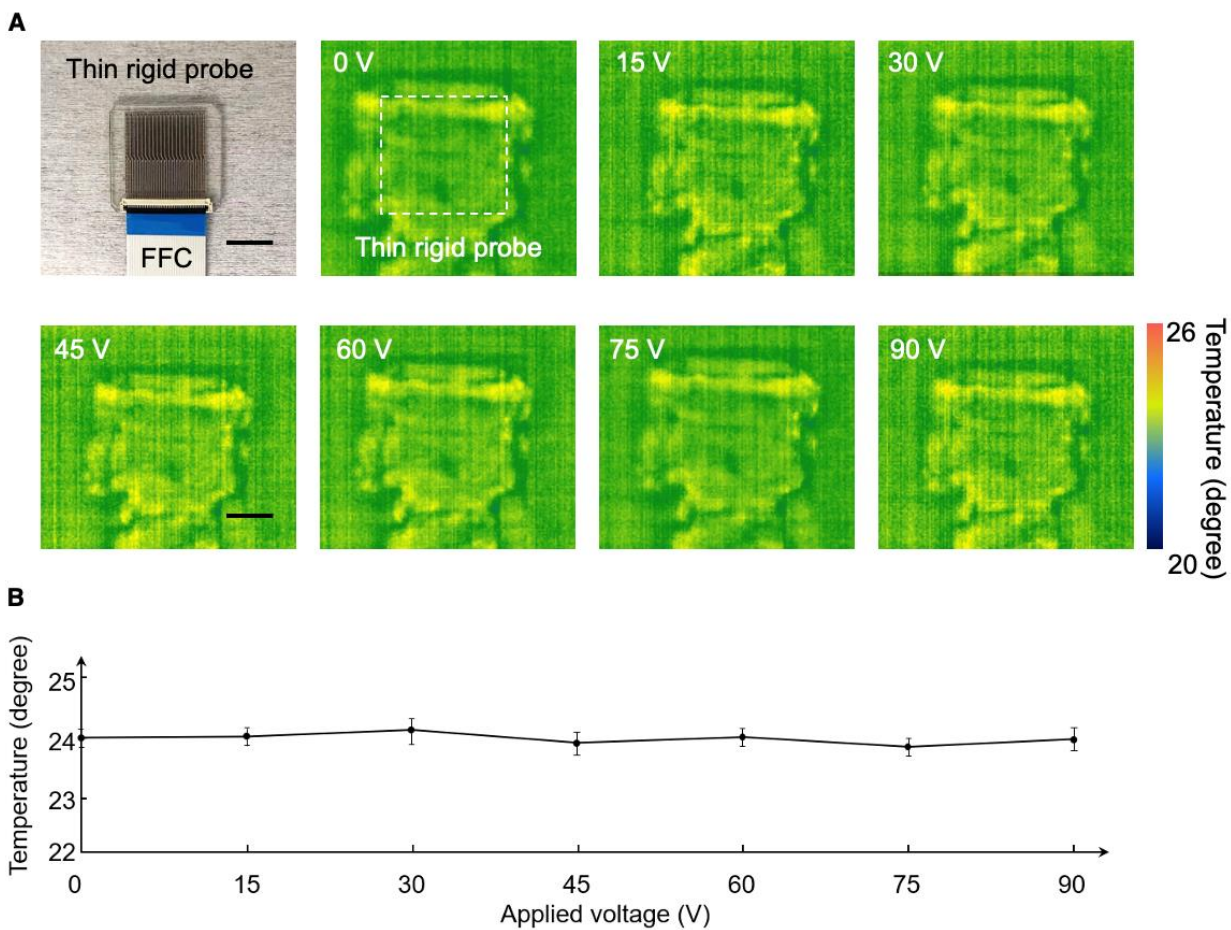 A
Thin rigid probe
FFC
0 V
Thin rigid probe
15 V
30 V
45 V
60 V
75 V
90 V
26
20
Temperature (degree)
B
Temperature (degree)
25
24
23
22
0
15
30
45
60
75
90
Applied voltage (V)